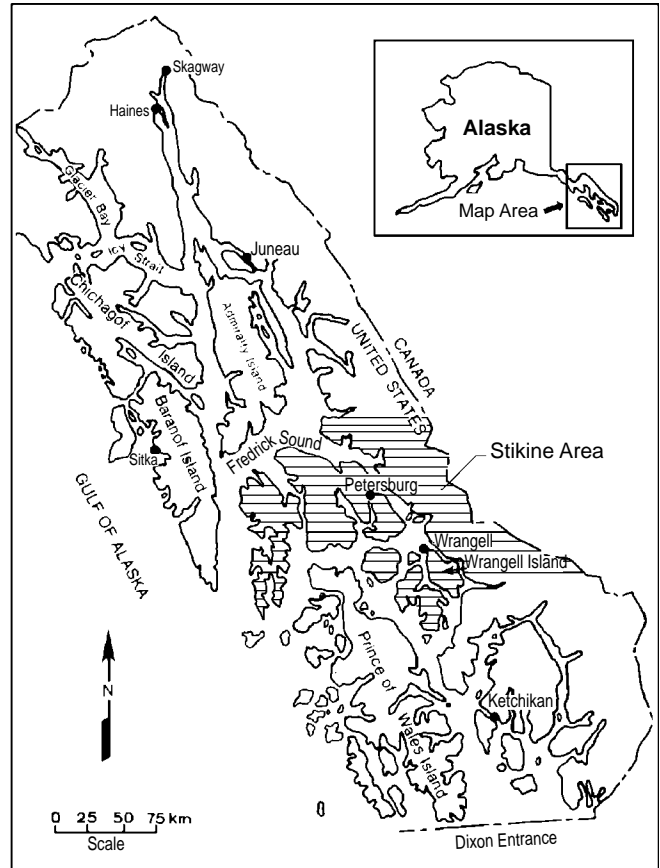 Skagway
Haines
Alaska
Map Area
Glacier Bay
Icy Strait
Juneau
Chichagof
Island
Admiralty Island
CANADA
UNITED STATES
Baranof Island
Sitka
Fredrick Sound
Stikine Area
Petersburg
GULF OF ALASKA
Wrangell
Wrangell Island
N
Prince of
Wales Island
Ketchikan
0 25 50 75 km
Scale
Dixon Entrance